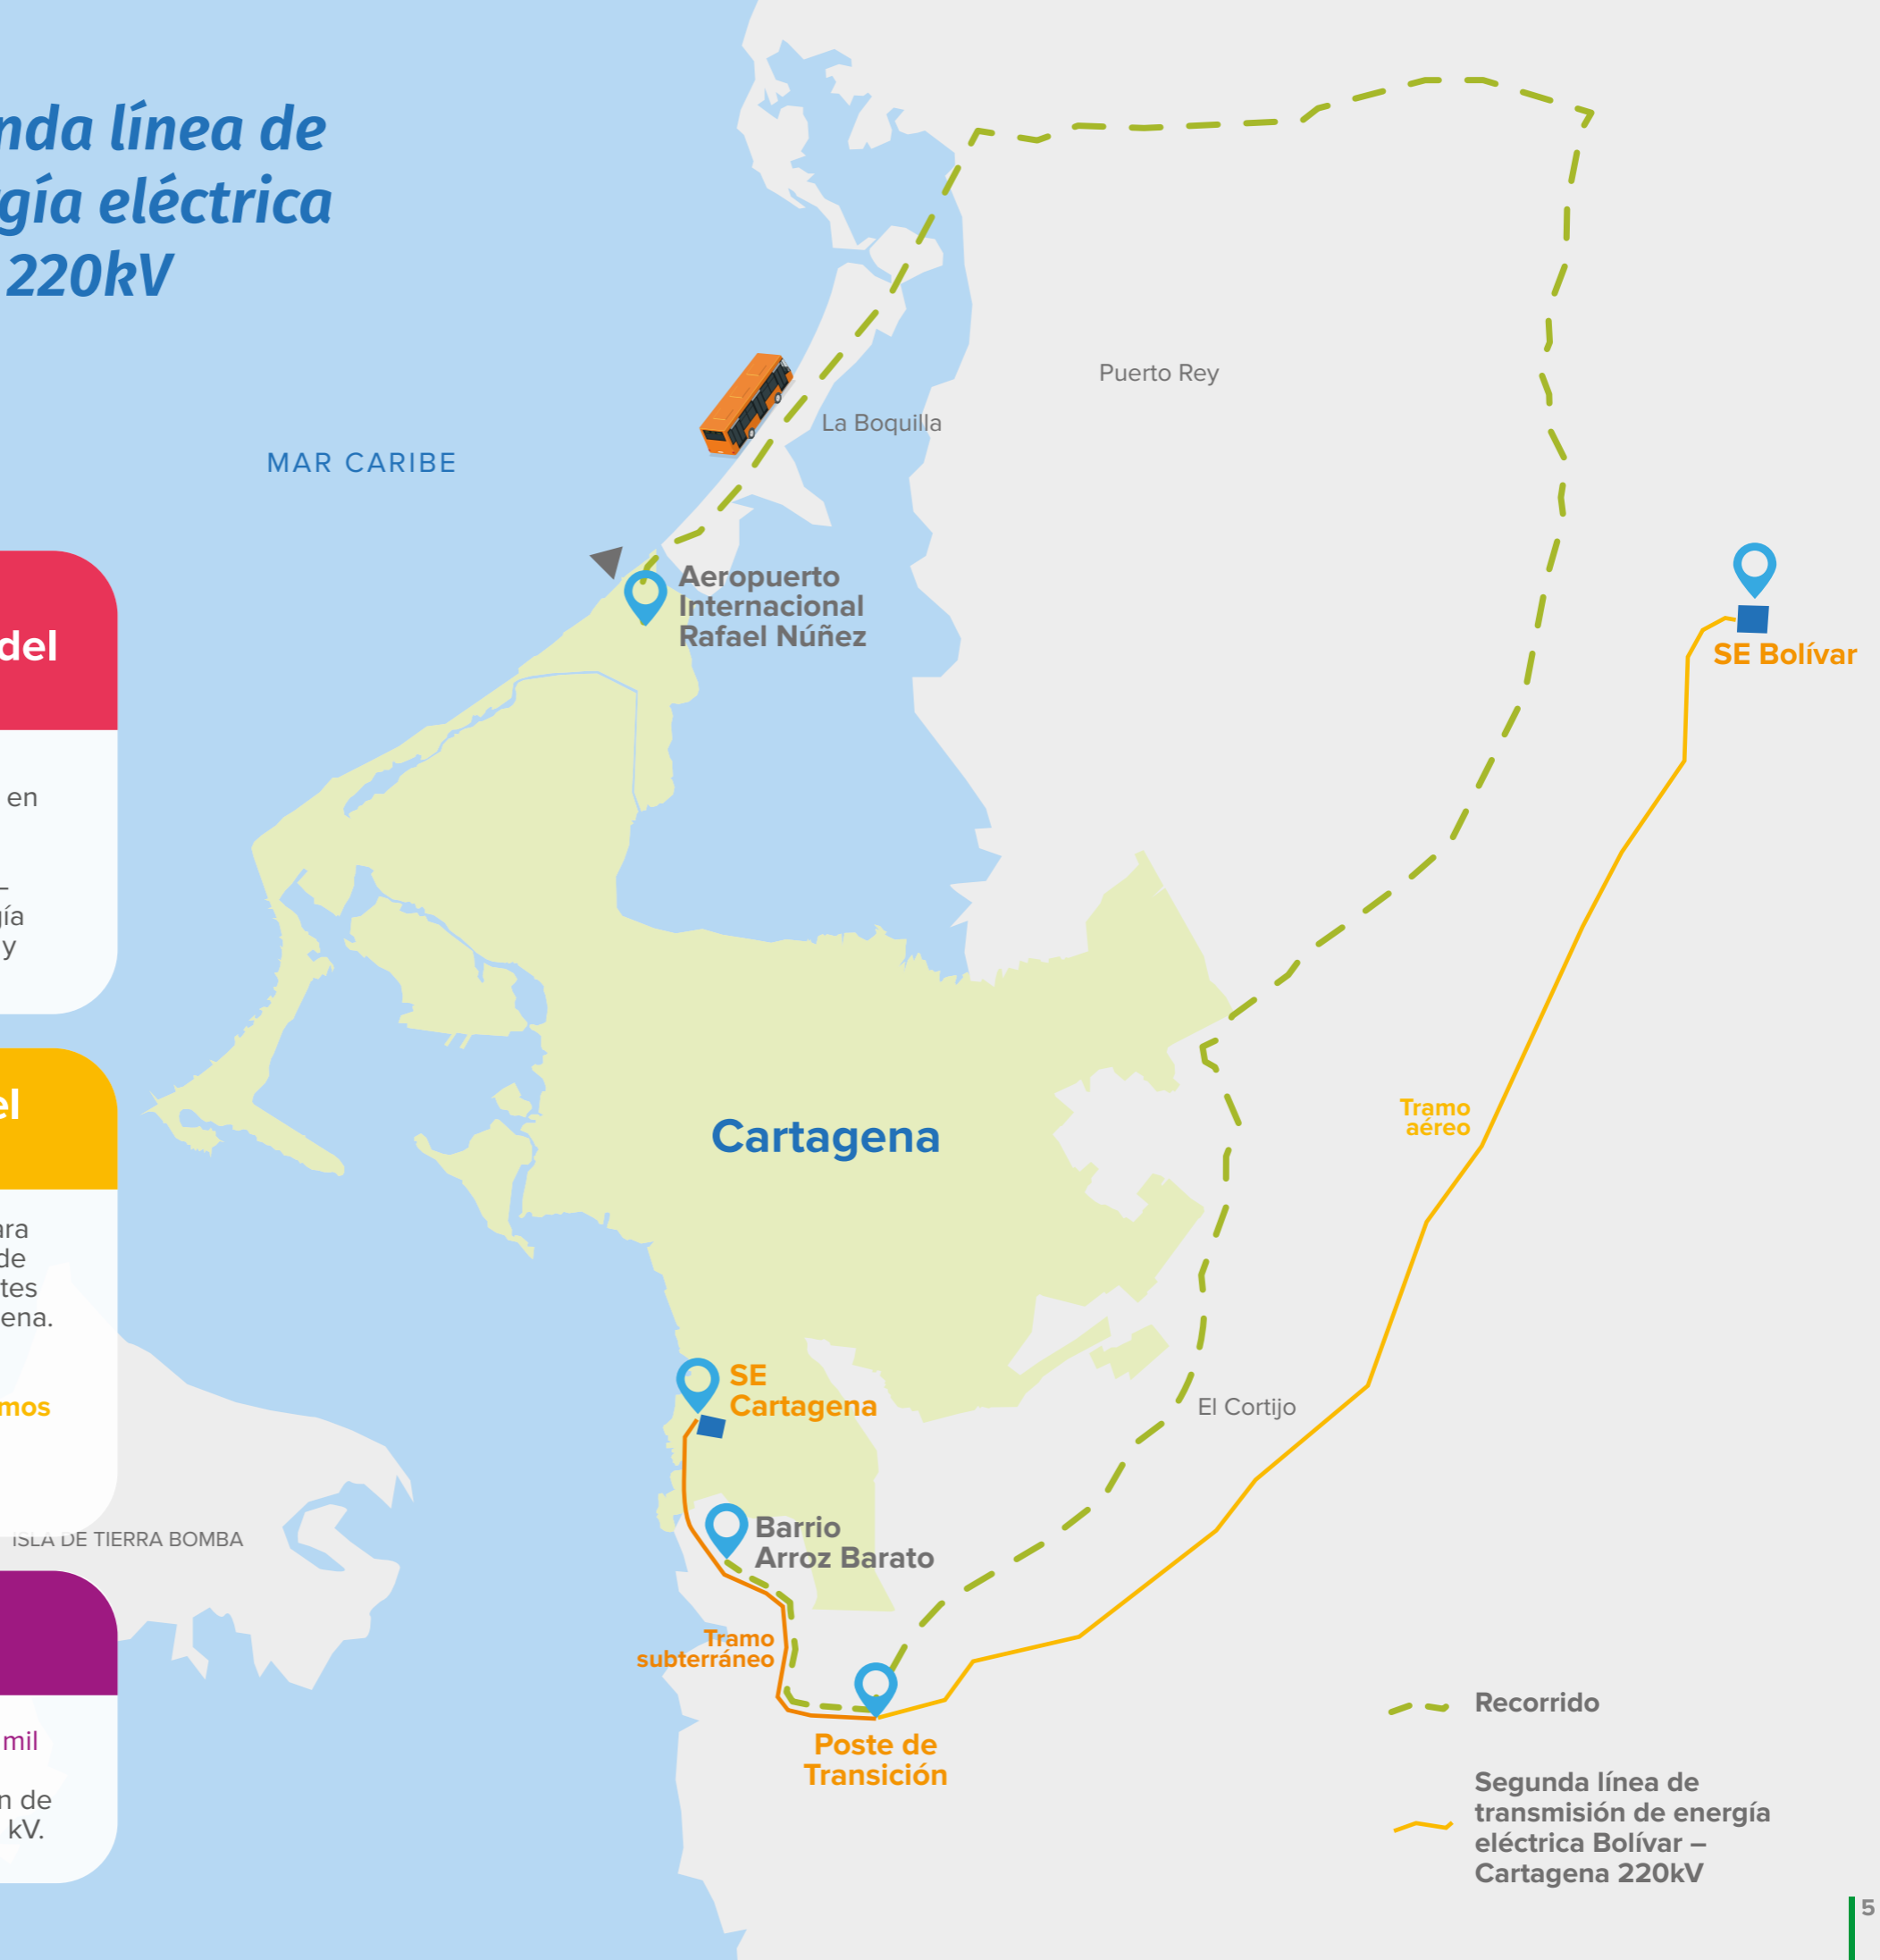 nda línea de
gía eléctrica
220kV
MAR CARIBE
Puerto Rey
La Boquilla
Aeropuerto
Internacional
Rafael Núñez
SE Bolívar
del
en
–
gía
y
el
ara
de
tes
ena.
mos
mil
n de
kV.
Cartagena
Tramo
aéreo
SE
Cartagena
El Cortijo
ISLA DE TIERRA BOMBA
Barrio
Arroz Barato
Tramo
subterráneo
Poste de
Transición
Recorrido
Segunda línea de
transmisión de energía
eléctrica Bolívar –
Cartagena 220kV
5